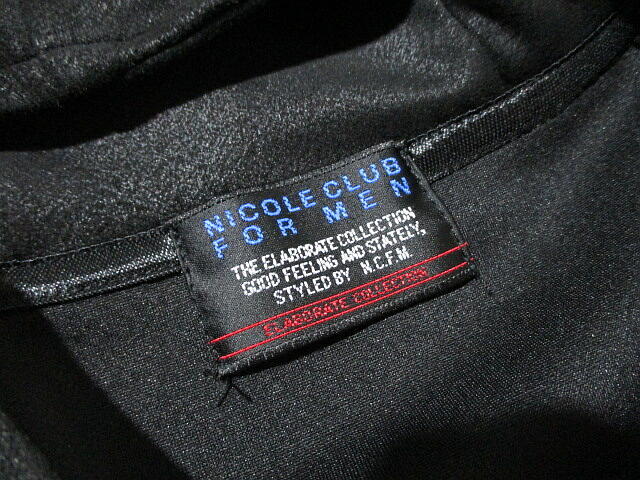 NICOLE CLUB
FOR MEN
THE ELABORATE COLLECTION
GOOD FEELING AND STATELY,
STYLED BY N.C.F.M.
ELABORATE COLLECTION